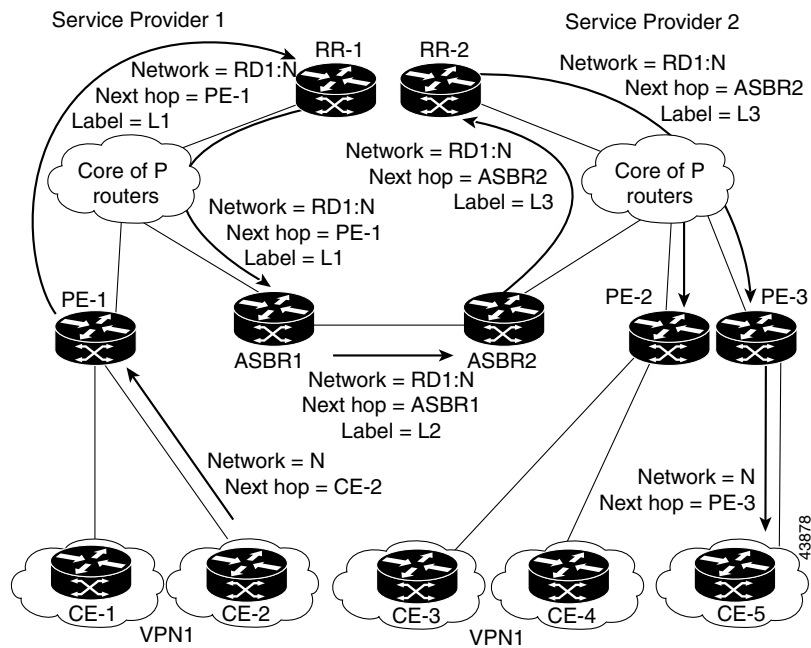 Service Provider 1
Service Provider 2
RR-1
RR-2
Network = RD1:N
Next hop = PE-1
Label = L1
Network = RD1:N
Next hop = ASBR2
Label = L3
Core of P
routers
Network = RD1:N
Next hop = ASBR2
Label = L3
Core of P
routers
Network = RD1:N
Next hop = PE-1
Label = L1
PE-1
ASBR1
ASBR2
PE-2
PE-3
Network = RD1:N
Next hop = ASBR1
Label = L2
Network = N
Next hop = CE-2
Network = N
Next hop = PE-3
CE-1
CE-2
CE-3
CE-4
CE-5
VPN1
VPN1
43878